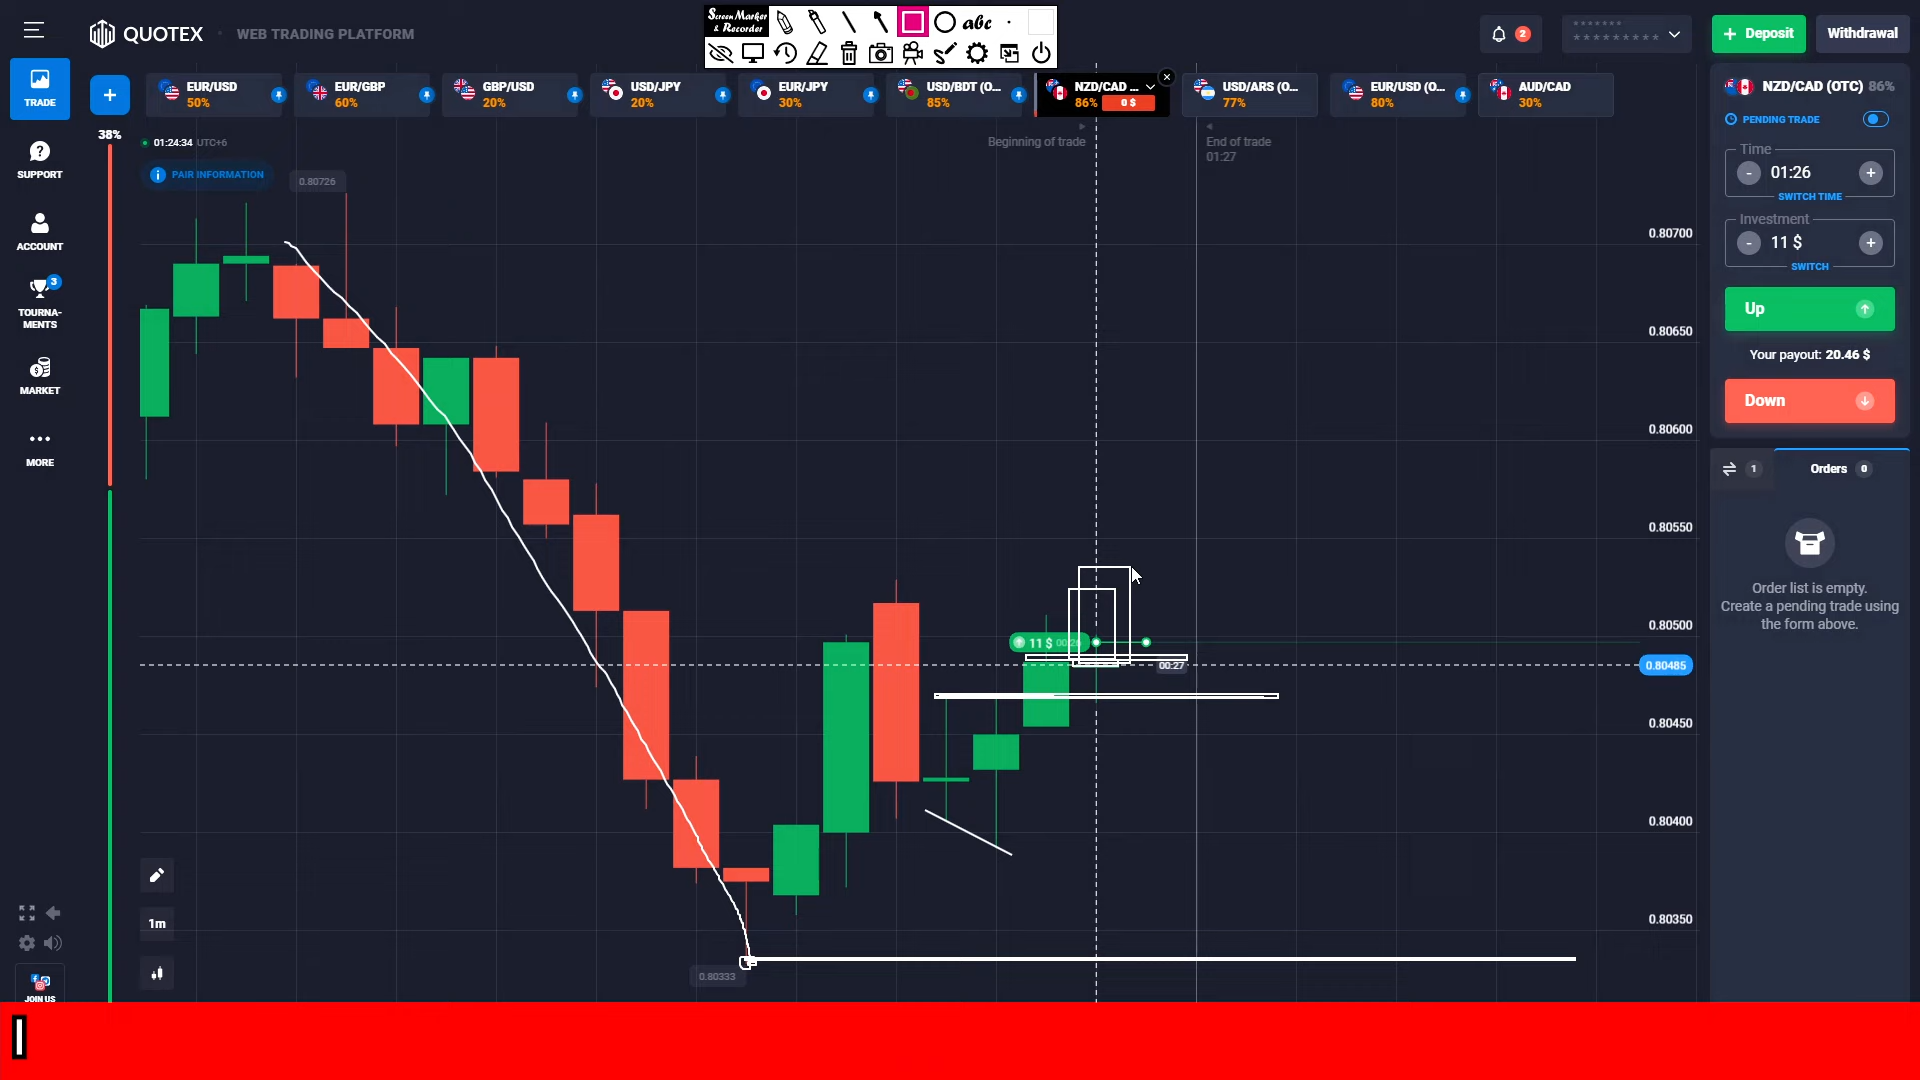 QUOTEX
WEB TRADING PLATFORM
Screen Marker
& Recorder
abc
2
*******
*********
+ Deposit
Withdrawal
TRADE
+
EUR/USD
50%
EUR/GBP
60%
GBP/USD
20%
USD/JPY
20%
EUR/JPY
30%
USD/BDT (O...
85%
NZD/CAD ...
86%
0 $
USD/ARS (O...
77%
EUR/USD (O...
80%
AUD/CAD
30%
NZD/CAD (OTC) 86%
PENDING TRADE
38%
01:24:34 UTC+6
PAIR INFORMATION
0.80726
Beginning of trade
End of trade
01:27
Time
- 01:26 +
SWITCH TIME
Investment
- 11 $ +
SWITCH
Up
Your payout: 20.46 $
Down
SUPPORT
ACCOUNT
3
TOURNA-
MENTS
MARKET
MORE
1
Orders 0
Order list is empty.
Create a pending trade using
the form above.
0.80700
0.80650
0.80600
0.80550
0.80500
0.80485
0.80450
0.80400
0.80350
11 $ 00:26
00:27
1m
0.80333
JOIN US